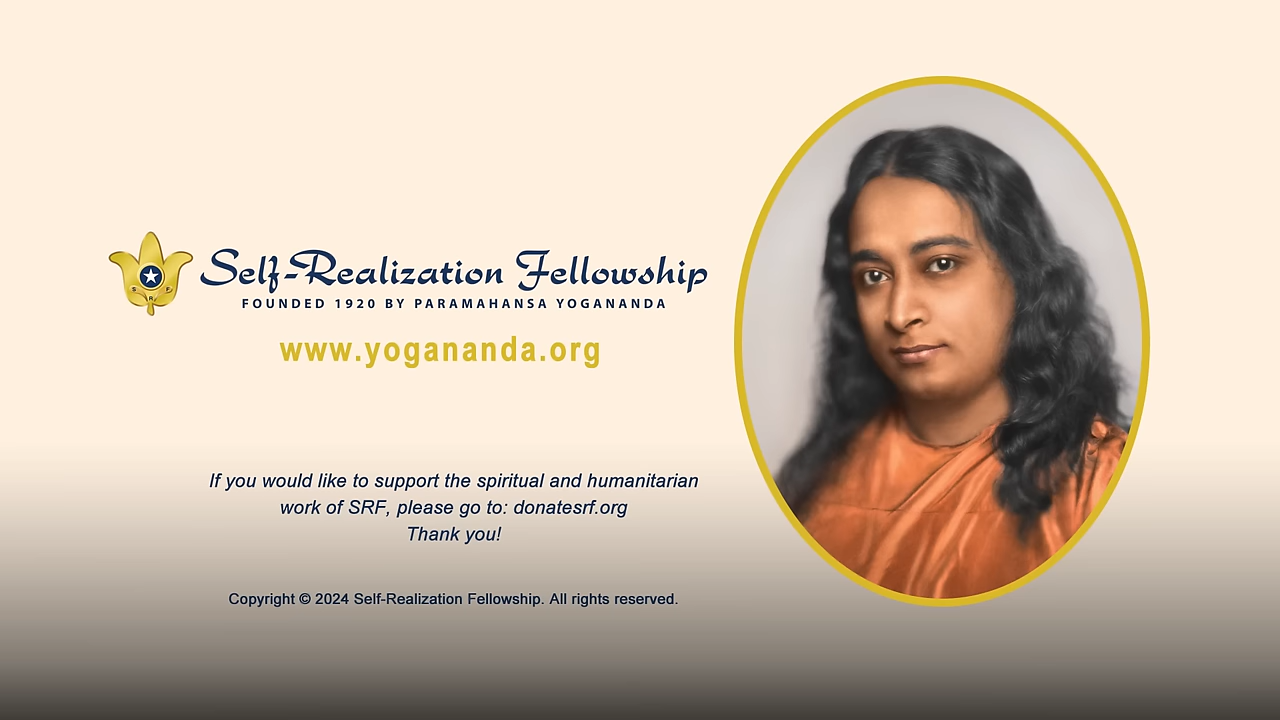 Self-Realization Fellowship
FOUNDED 1920 BY PARAMAHANSA YOGANANDA
www.yogananda.org
If you would like to support the spiritual and humanitarian
work of SRF, please go to: donatesrf.org
Thank you!
Copyright © 2024 Self-Realization Fellowship. All rights reserved.
S R F